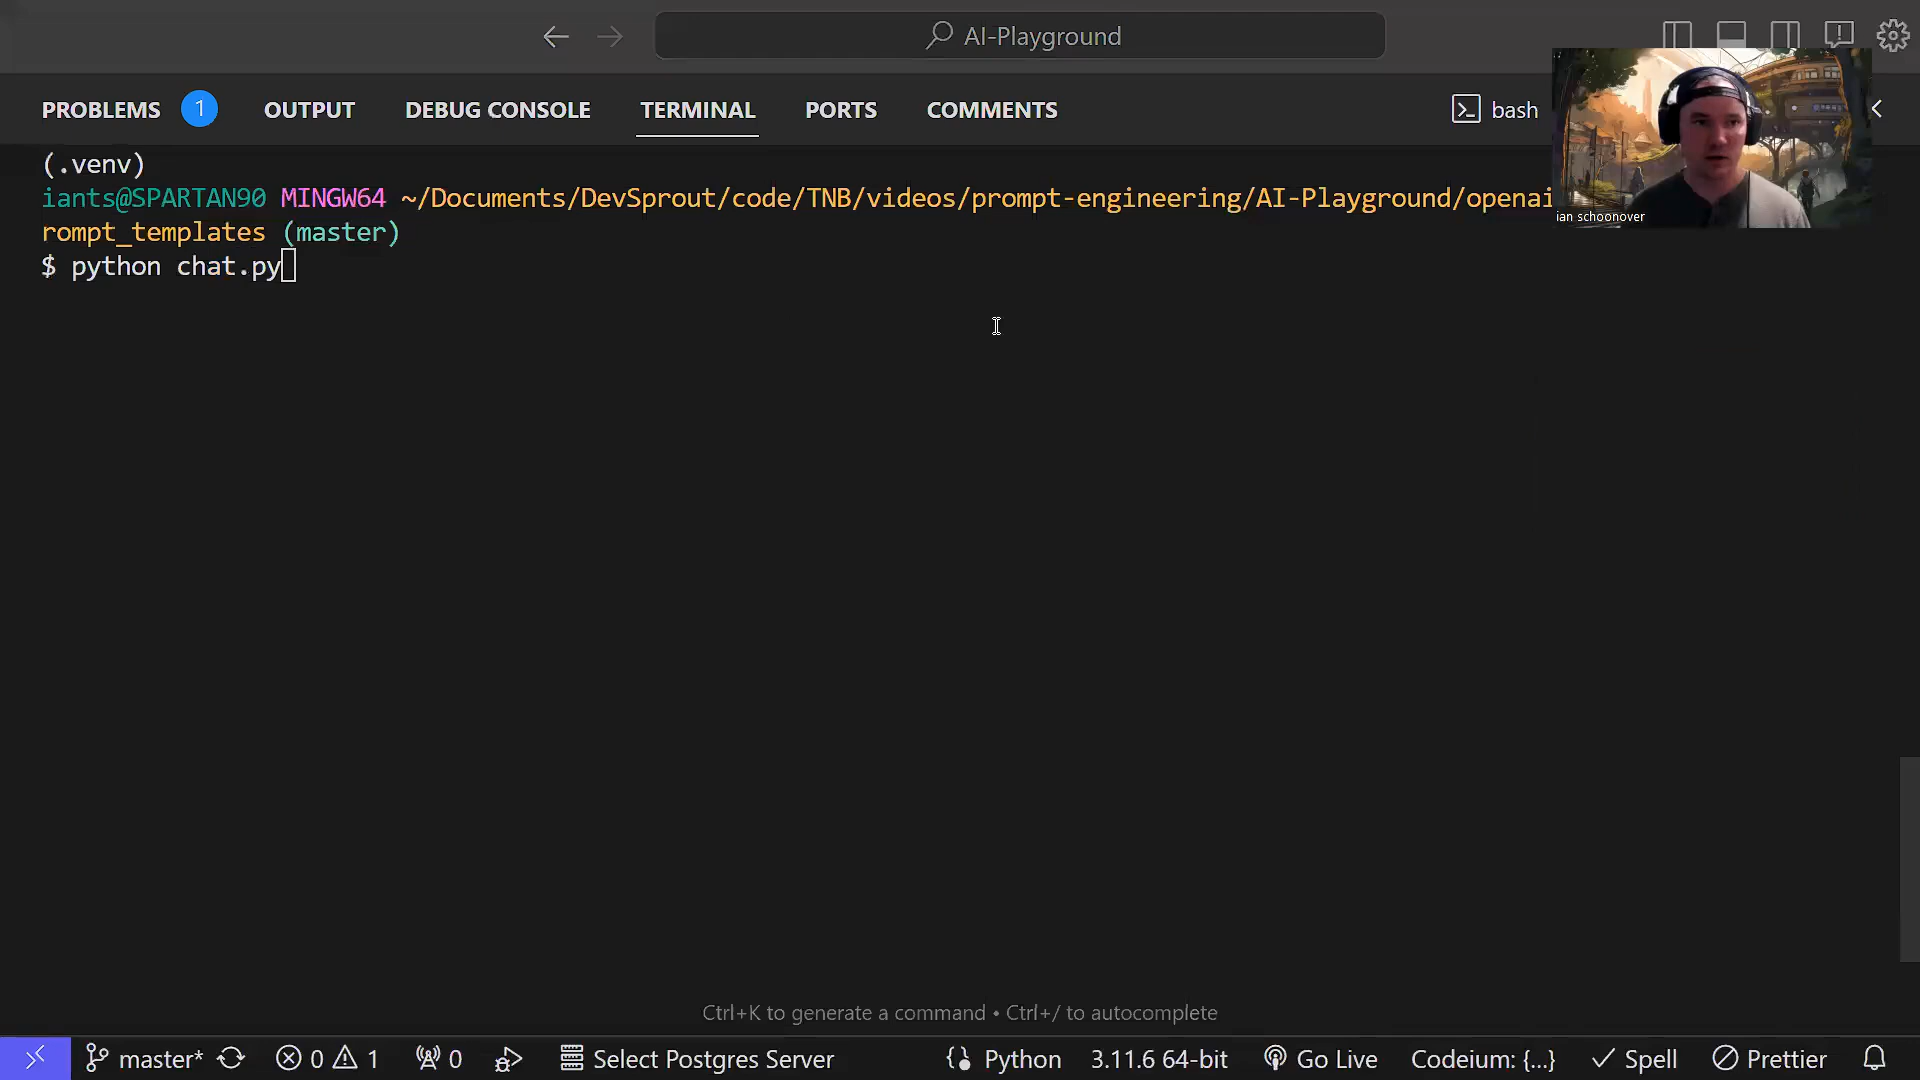 AI-Playground
PROBLEMS 1 OUTPUT DEBUG CONSOLE TERMINAL PORTS COMMENTS bash
(.venv)
iants@SPARTAN90 MINGW64 ~/Documents/DevSprout/code/TNB/videos/prompt-engineering/AI-Playground/openai
ian schoonover
rompt_templates (master)
$ python chat.py
Ctrl+K to generate a command • Ctrl+/ to autocomplete
master* 0 1 0 Select Postgres Server Python 3.11.6 64-bit Go Live Codeium: {...} Spell Prettier